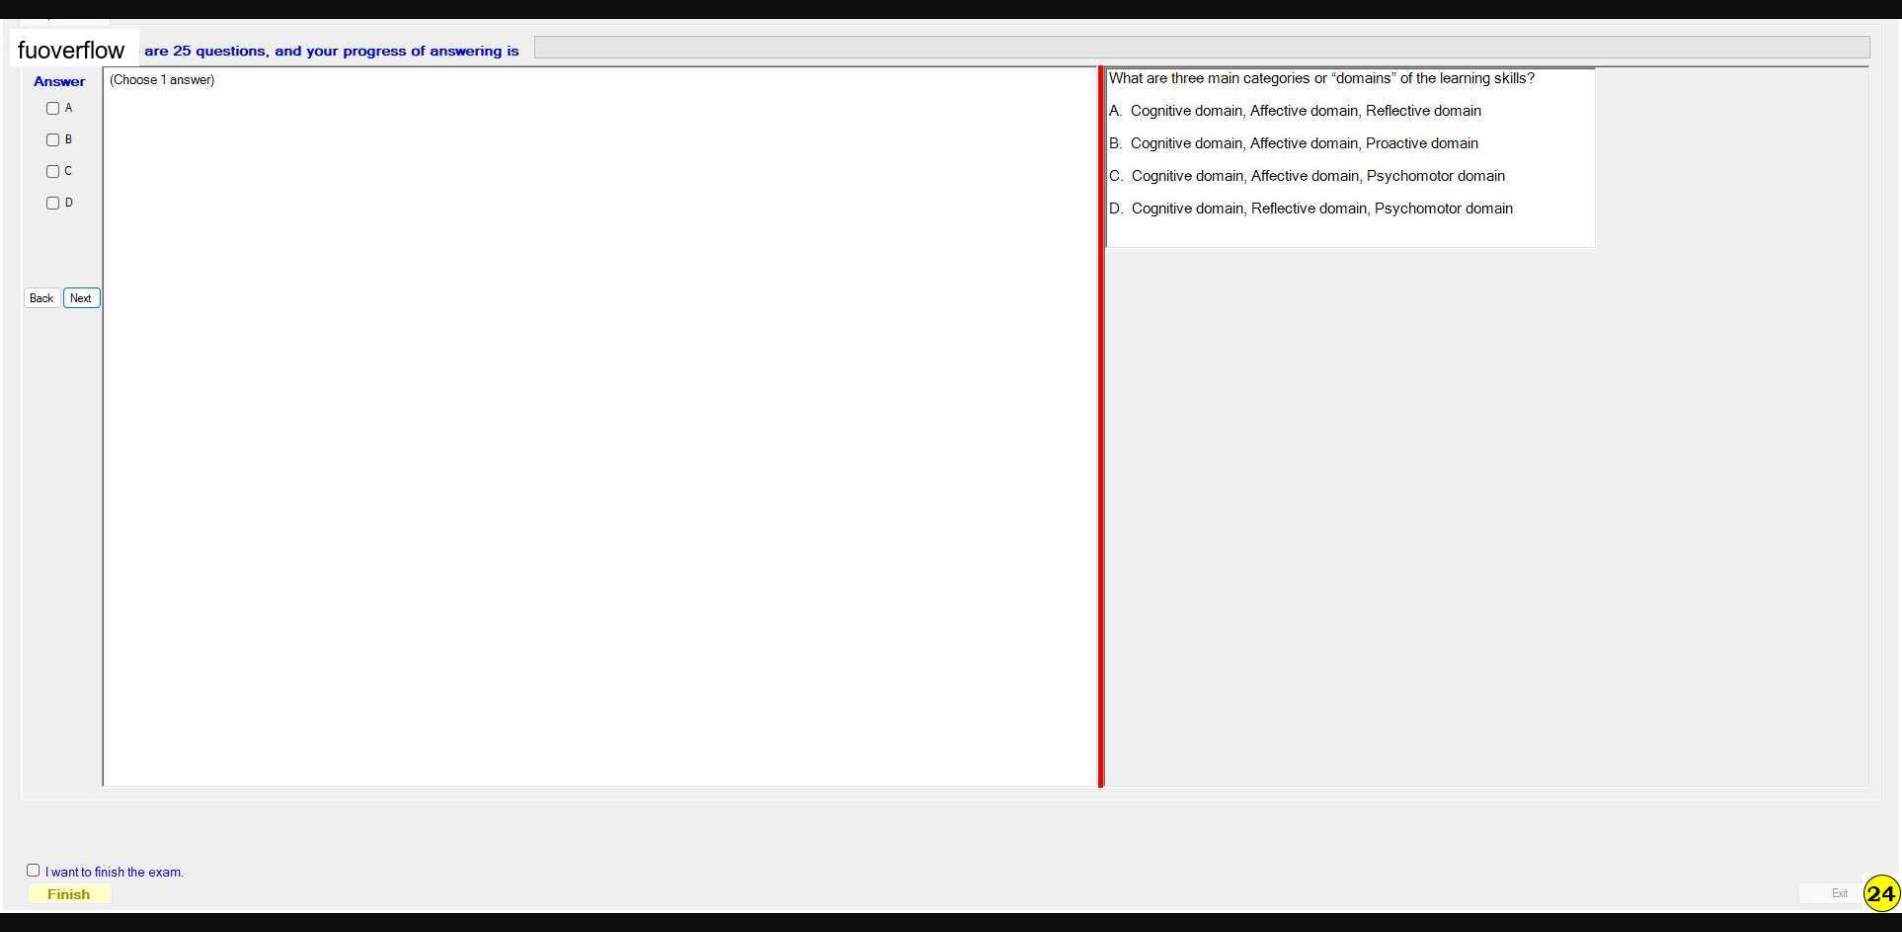 fuoverflow are 25 questions, and your progress of answering is
Answer
(Choose 1 answer)
A
B
C
D
Back Next
What are three main categories or “domains” of the learning skills?
A. Cognitive domain, Affective domain, Reflective domain
B. Cognitive domain, Affective domain, Proactive domain
C. Cognitive domain, Affective domain, Psychomotor domain
D. Cognitive domain, Reflective domain, Psychomotor domain
I want to finish the exam.
Finish
Exit 24